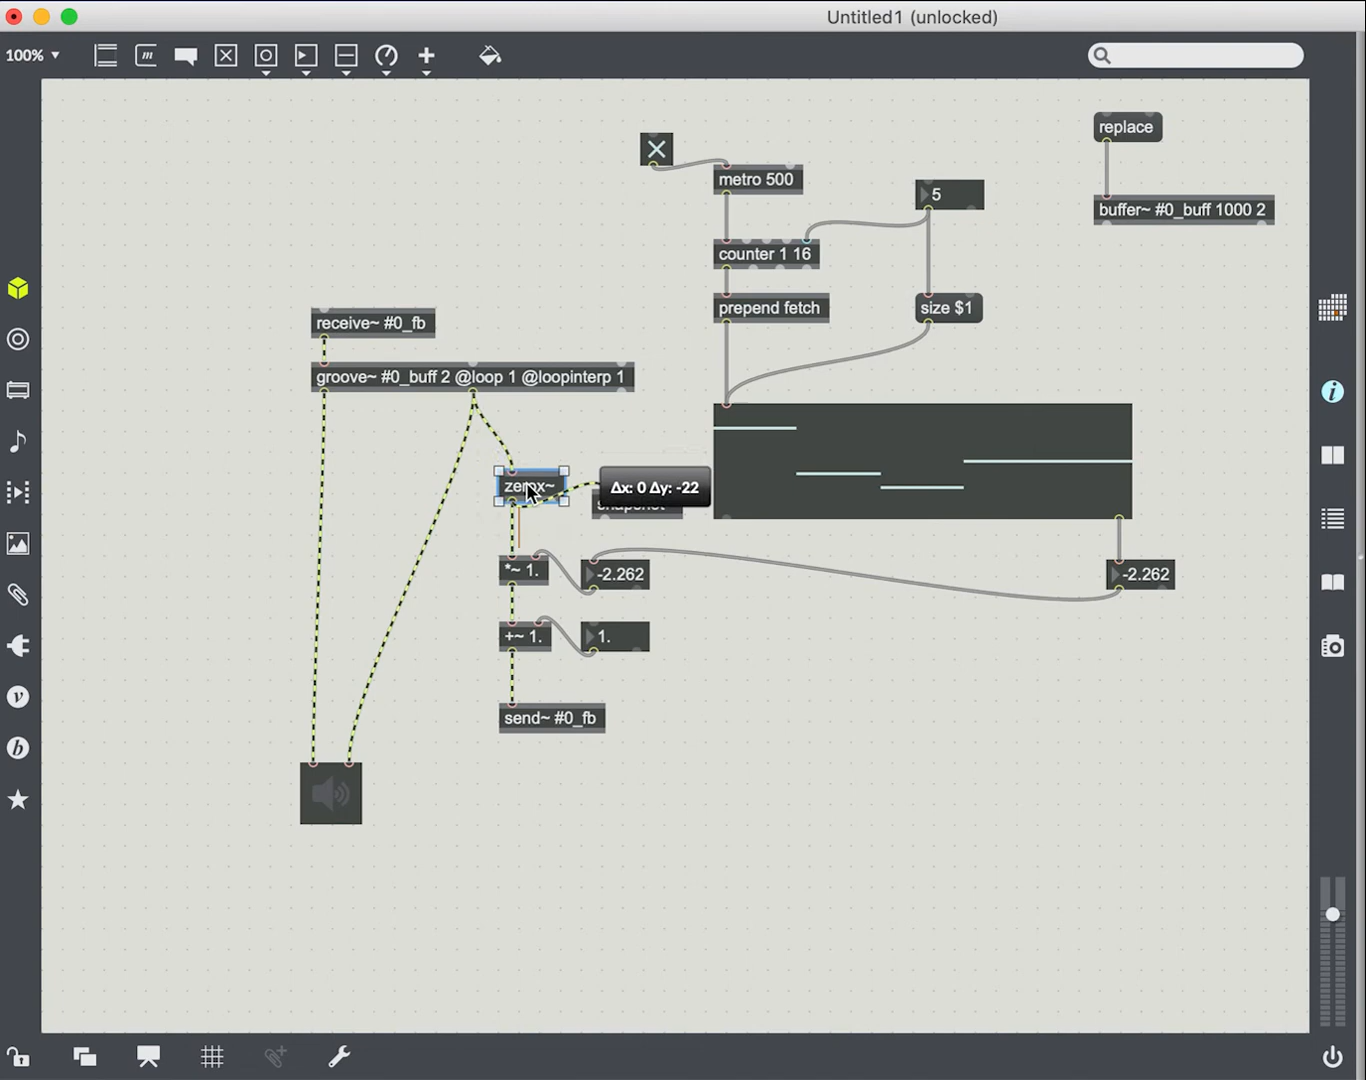 Untitled1 (unlocked)
100%
replace
metro 500
5
buffer~ #0_buff 1000 2
counter 1 16
prepend fetch
size $1
receive~ #0_fb
groove~ #0_buff 2 @loop 1 @loopinterp 1
Δx: 0 Δy: -22
*~ 1.
-2.262
-2.262
+~ 1.
1.
send~ #0_fb